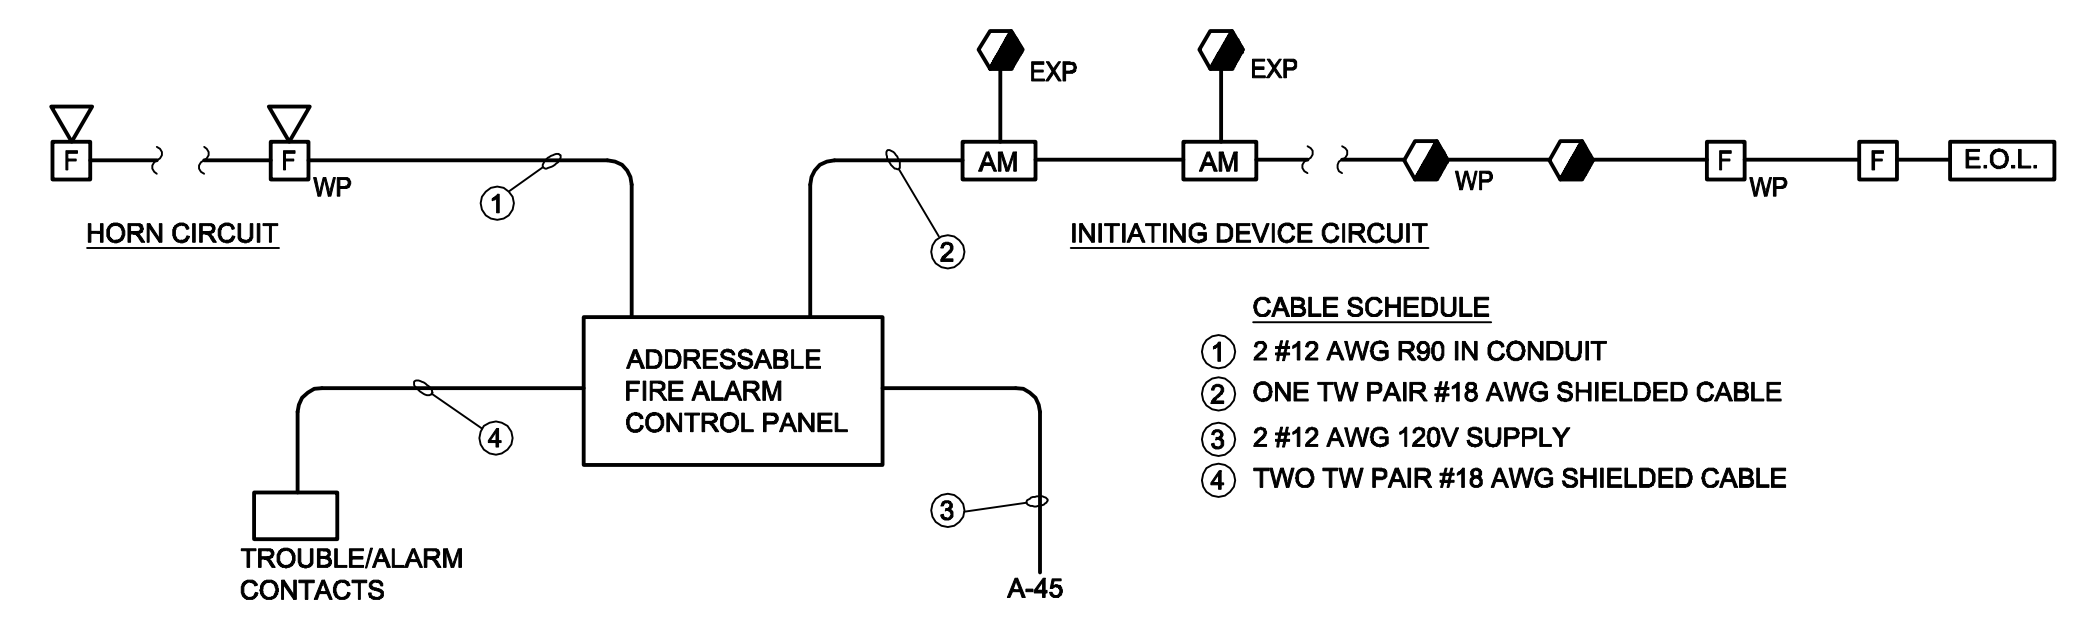 EXP
EXP
F
F
WP
AM
AM
WP
F
WP
F
E.O.L.
1
2
HORN CIRCUIT
INITIATING DEVICE CIRCUIT
ADDRESSABLE
FIRE ALARM
CONTROL PANEL
4
3
TROUBLE/ALARM
CONTACTS
A-45
CABLE SCHEDULE
1 2 #12 AWG R90 IN CONDUIT
2 ONE TW PAIR #18 AWG SHIELDED CABLE
3 2 #12 AWG 120V SUPPLY
4 TWO TW PAIR #18 AWG SHIELDED CABLE